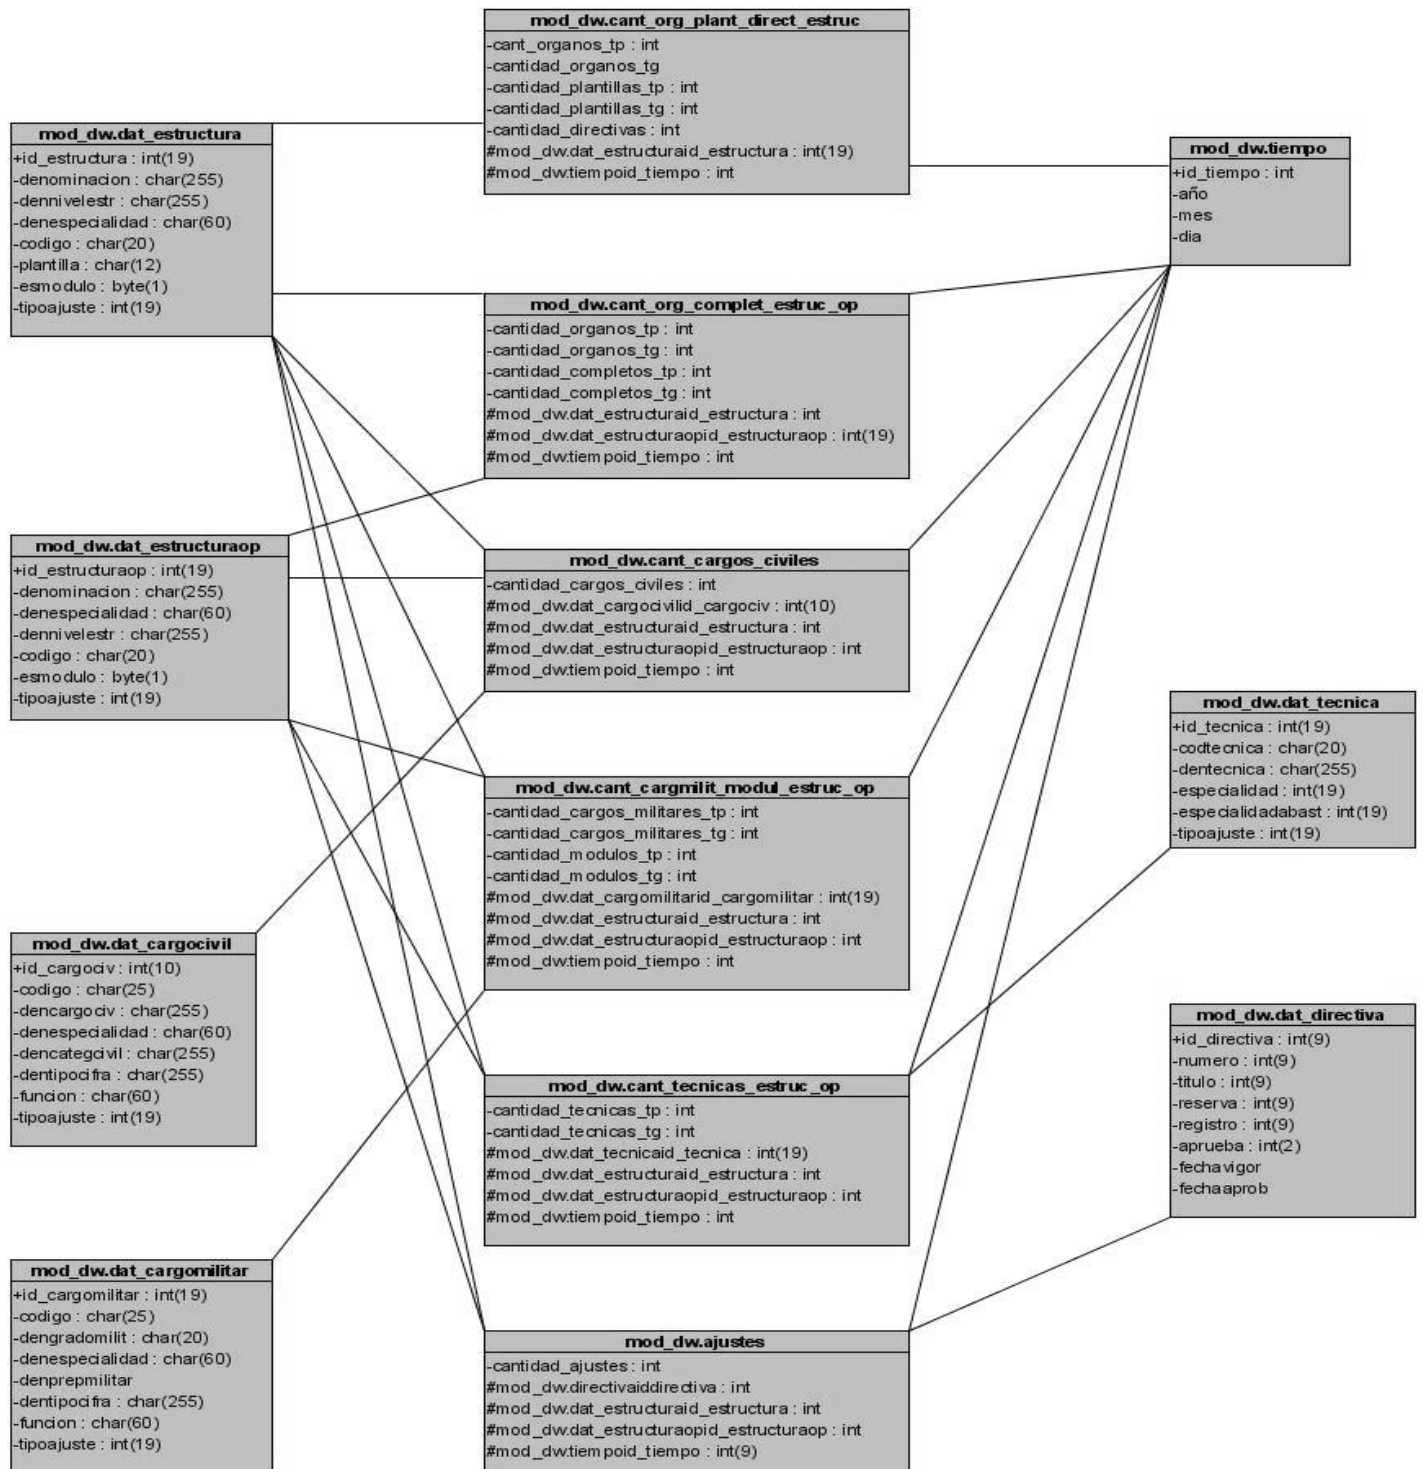 mod_dw.cant_org_plant_direct_estruc
-cant_organos_tp : int
-cantidad_organos_tg
-cantidad_plantillas_tp : int
-cantidad_plantillas_tg : int
-cantidad_directivas : int
#mod_dw.dat_estructuraid_estructura : int(19)
#mod_dw.tiempoid_tiempo : int
mod_dw.dat_estructura
+id_estructura : int(19)
-denominacion : char(255)
-dennivelestr : char(255)
-denespecialidad : char(60)
-codigo : char(20)
-plantilla : char(12)
-esmodulo : byte(1)
-tipoajuste : int(19)
mod_dw.tiempo
+id_tiempo : int
-año
-mes
-dia
mod_dw.cant_org_complet_estruc_op
-cantidad_organos_tp : int
-cantidad_organos_tg : int
-cantidad_completos_tp : int
-cantidad_completos_tg : int
#mod_dw.dat_estructuraid_estructura : int
#mod_dw.dat_estructuraopid_estructuraop : int(19)
#mod_dw.tiempoid_tiempo : int
mod_dw.dat_estructuraop
+id_estructuraop : int(19)
-denominacion : char(255)
-denespecialidad : char(60)
-dennivelestr : char(255)
-codigo : char(20)
-esmodulo : byte(1)
-tipoajuste : int(19)
mod_dw.cant_cargos_civiles
-cantidad_cargos_civiles : int
#mod_dw.dat_cargocivilid_cargociv : int(10)
#mod_dw.dat_estructuraid_estructura : int
#mod_dw.dat_estructuraopid_estructuraop : int
#mod_dw.tiempoid_tiempo : int
mod_dw.dat_tecnica
+id_tecnica : int(19)
-codtecnica : char(20)
-dentecnica : char(255)
-especialidad : int(19)
-especialidadabast : int(19)
-tipoajuste : int(19)
mod_dw.cant_cargmilit_modul_estruc_op
-cantidad_cargos_militares_tp : int
-cantidad_cargos_militares_tg : int
-cantidad_modulos_tp : int
-cantidad_modulos_tg : int
#mod_dw.dat_cargomilitarid_cargomilitar : int(19)
#mod_dw.dat_estructuraid_estructura : int
#mod_dw.dat_estructuraopid_estructuraop : int
#mod_dw.tiempoid_tiempo : int
mod_dw.dat_cargocivil
+id_cargociv : int(10)
-codigo : char(25)
-dencargociv : char(255)
-denespecialidad : char(60)
-dencategcivil : char(255)
-dentipocifra : char(255)
-funcion : char(60)
-tipoajuste : int(19)
mod_dw.dat_directiva
+id_directiva : int(9)
-numero : int(9)
-titulo : int(9)
-reserva : int(9)
-registro : int(9)
-aprueba : int(2)
-fechavigor
-fechaaprob
mod_dw.cant_tecnicas_estruc_op
-cantidad_tecnicas_tp : int
-cantidad_tecnicas_tg : int
#mod_dw.dat_tecnicaid_tecnica : int(19)
#mod_dw.dat_estructuraid_estructura : int
#mod_dw.dat_estructuraopid_estructuraop : int
#mod_dw.tiempoid_tiempo : int
mod_dw.dat_cargomilitar
+id_cargomilitar : int(19)
-codigo : char(25)
-dengradomilit : char(20)
-denespecialidad : char(60)
-denprepmilitar
-dentipocifra : char(255)
-funcion : char(60)
-tipoajuste : int(19)
mod_dw.ajustes
-cantidad_ajustes : int
#mod_dw.directivaiddirectiva : int
#mod_dw.dat_estructuraid_estructura : int
#mod_dw.dat_estructuraopid_estructuraop : int
#mod_dw.tiempoid_tiempo : int(9)